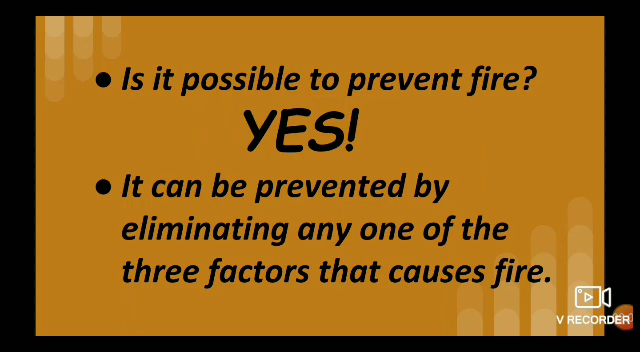 ● Is it possible to prevent fire?
YES!
● It can be prevented by
eliminating any one of the
three factors that causes fire.
V RECORDER